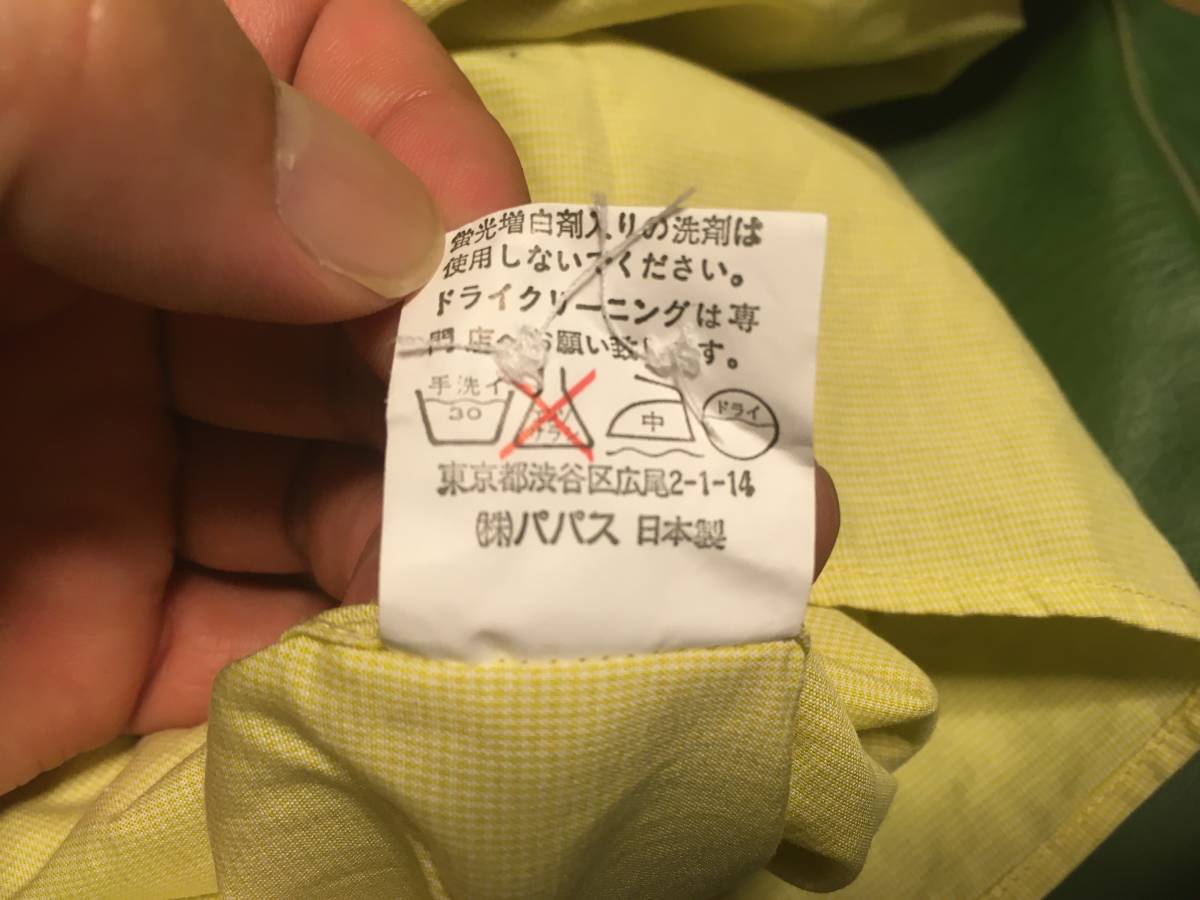 蛍光増白剤入りの洗剤は
使用しないでください。
ドライクリーニングは専
門店へお願い致します。
手洗イ
30
中
ドライ
東京都渋谷区広尾2-1-14
㈱パパス 日本製